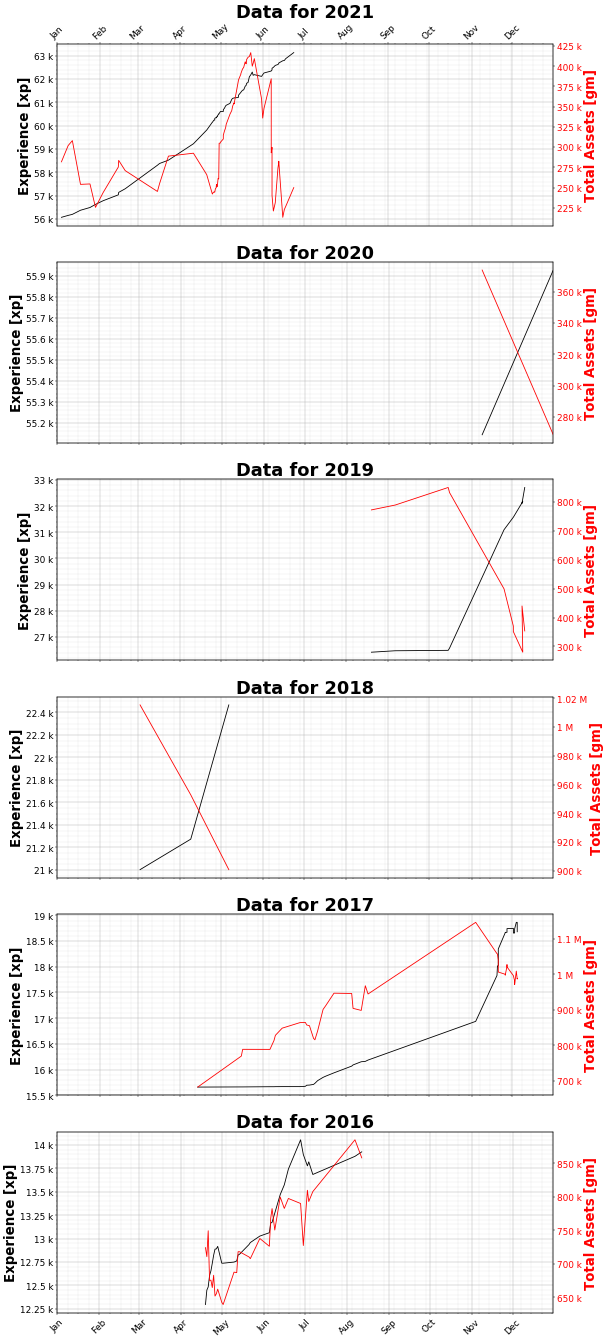 Data for 2021
Jan Feb Mar Apr May Jun Jul Aug Sep Oct Nov Dec
Experience [xp]
63 k
62 k
61 k
60 k
59 k
58 k
57 k
56 k
425 k
400 k
375 k
350 k
325 k
300 k
275 k
250 k
225 k
Total Assets [gm]
Data for 2020
Experience [xp]
55.9 k
55.8 k
55.7 k
55.6 k
55.5 k
55.4 k
55.3 k
55.2 k
360 k
340 k
320 k
300 k
280 k
Total Assets [gm]
Data for 2019
Experience [xp]
33 k
32 k
31 k
30 k
29 k
28 k
27 k
800 k
700 k
600 k
500 k
400 k
300 k
Total Assets [gm]
Data for 2018
Experience [xp]
22.4 k
22.2 k
22 k
21.8 k
21.6 k
21.4 k
21.2 k
21 k
1.02 M
1 M
980 k
960 k
940 k
920 k
900 k
Total Assets [gm]
Data for 2017
Experience [xp]
19 k
18.5 k
18 k
17.5 k
17 k
16.5 k
16 k
15.5 k
1.1 M
1 M
900 k
800 k
700 k
Total Assets [gm]
Data for 2016
Experience [xp]
14 k
13.75 k
13.5 k
13.25 k
13 k
12.75 k
12.5 k
12.25 k
850 k
800 k
750 k
700 k
650 k
Total Assets [gm]
Jan Feb Mar Apr May Jun Jul Aug Sep Oct Nov Dec